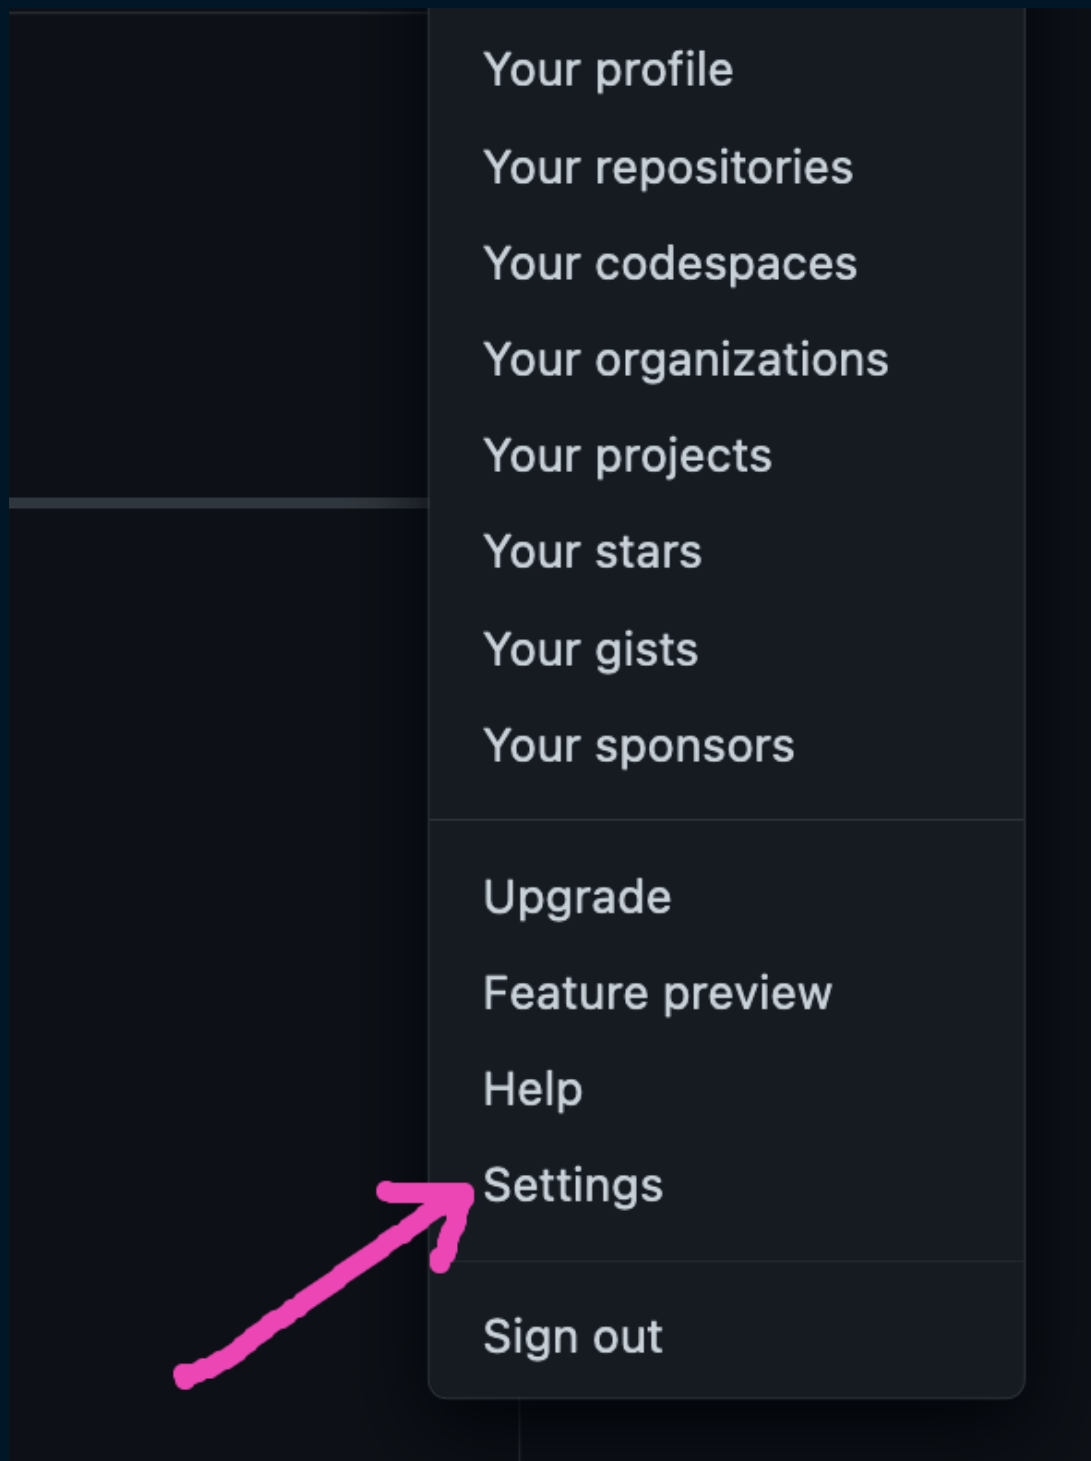 Your profile
Your repositories
Your codespaces
Your organizations
Your projects
Your stars
Your gists
Your sponsors
Upgrade
Feature preview
Help
Settings
Sign out